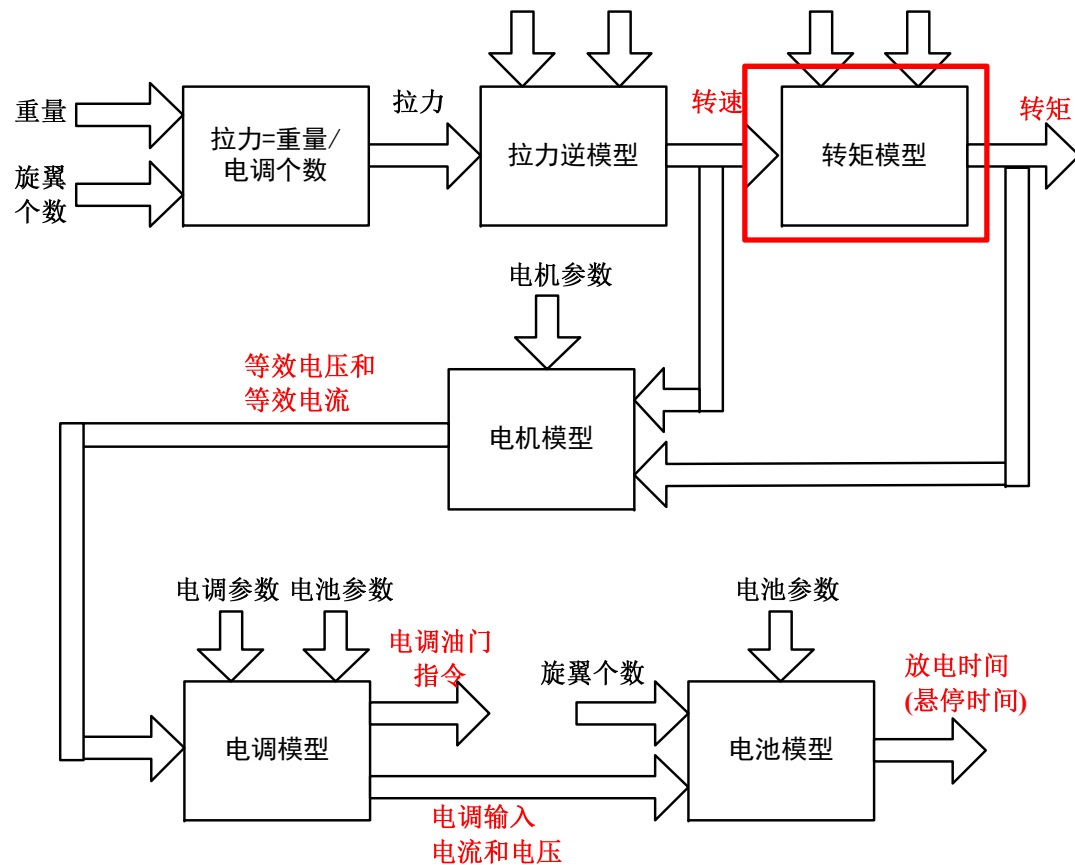 重量
旋翼
个数
拉力=重量/
电调个数
拉力
拉力逆模型
转速
转矩模型
转矩
电机参数
等效电压和
等效电流
电机模型
电调参数
电池参数
电调油门
指令
旋翼个数
电池参数
放电时间
(悬停时间)
电调模型
电池模型
电调输入
电流和电压